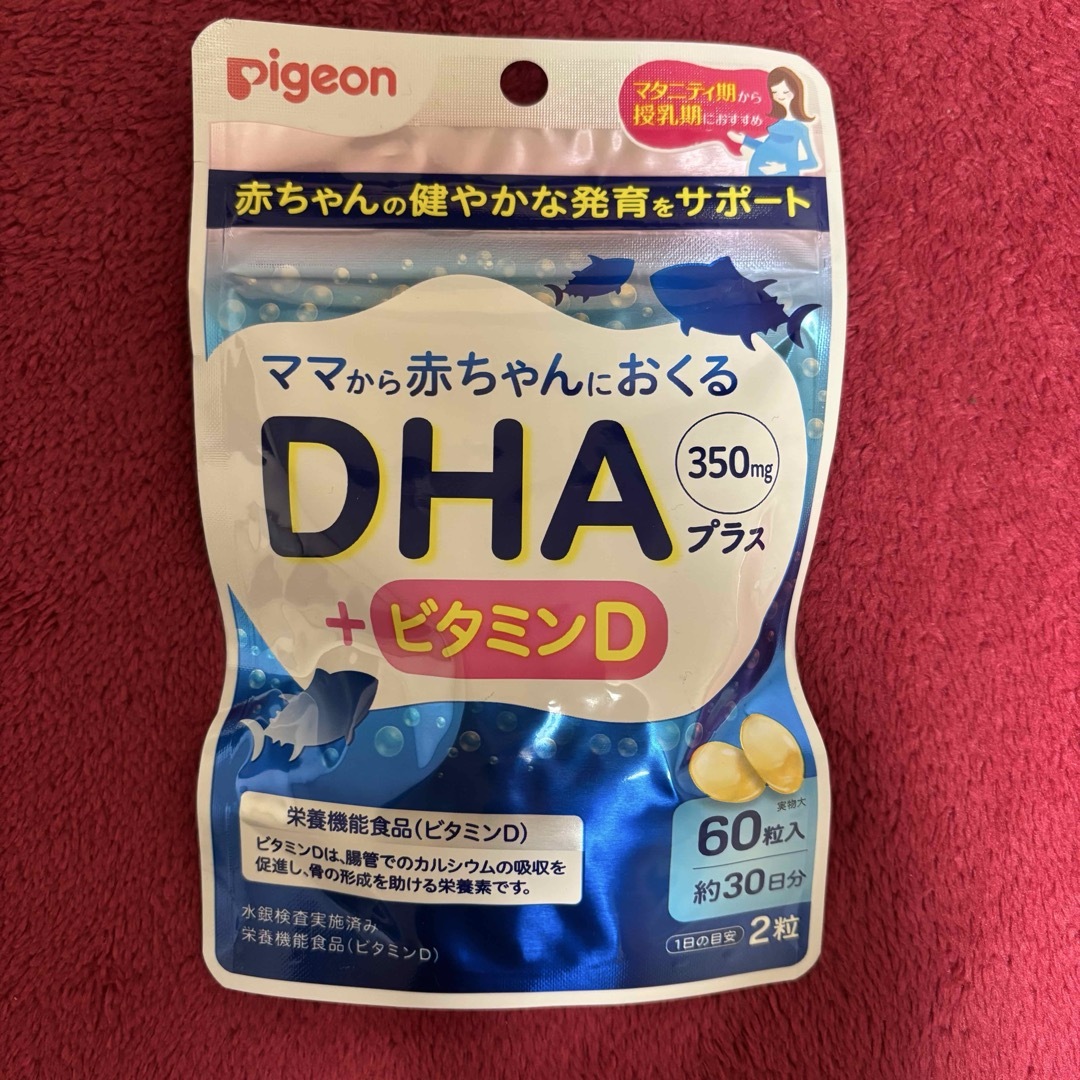 Pigeon
マタニティ期から
授乳期におすすめ
赤ちゃんの健やかな発育をサポート
ママから赤ちゃんにおくる
DHA
350mg
プラス
+ビタミンD
栄養機能食品(ビタミンD)
ビタミンDは、腸管でのカルシウムの吸収を
促進し、骨の形成を助ける栄養素です。
水銀検査実施済み
栄養機能食品(ビタミンD)
実物大
60粒入
約30日分
1日の目安 2粒